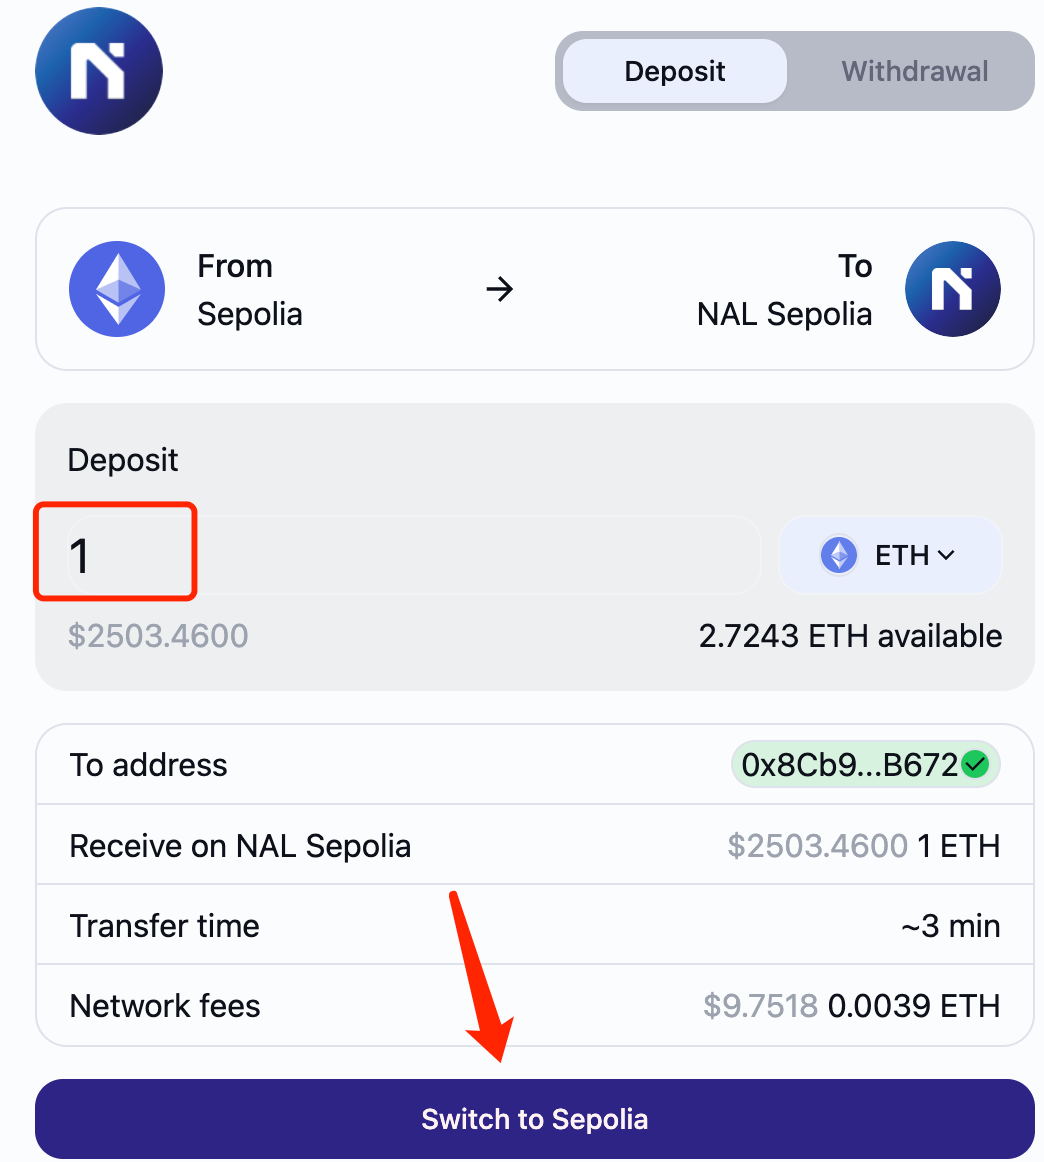 Deposit Withdrawal
From To
Sepolia NAL Sepolia
Deposit
1 ETH
$2503.4600 2.7243 ETH available
To address 0x8Cb9...B672
Receive on NAL Sepolia $2503.4600 1 ETH
Transfer time ~3 min
Network fees $9.7518 0.0039 ETH
Switch to Sepolia